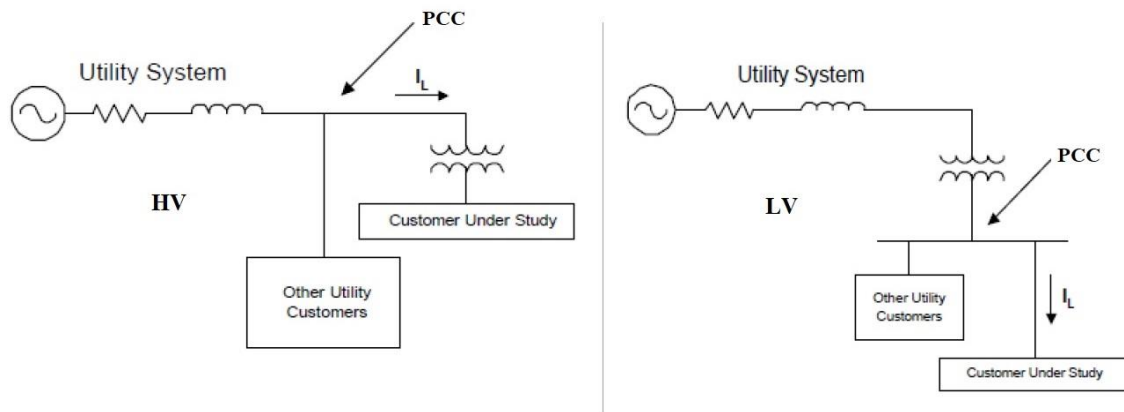 PCC
Utility System
I_L
HV
Customer Under Study
Other Utility
Customers
Utility System
PCC
LV
Other Utility
Customers
I_L
Customer Under Study